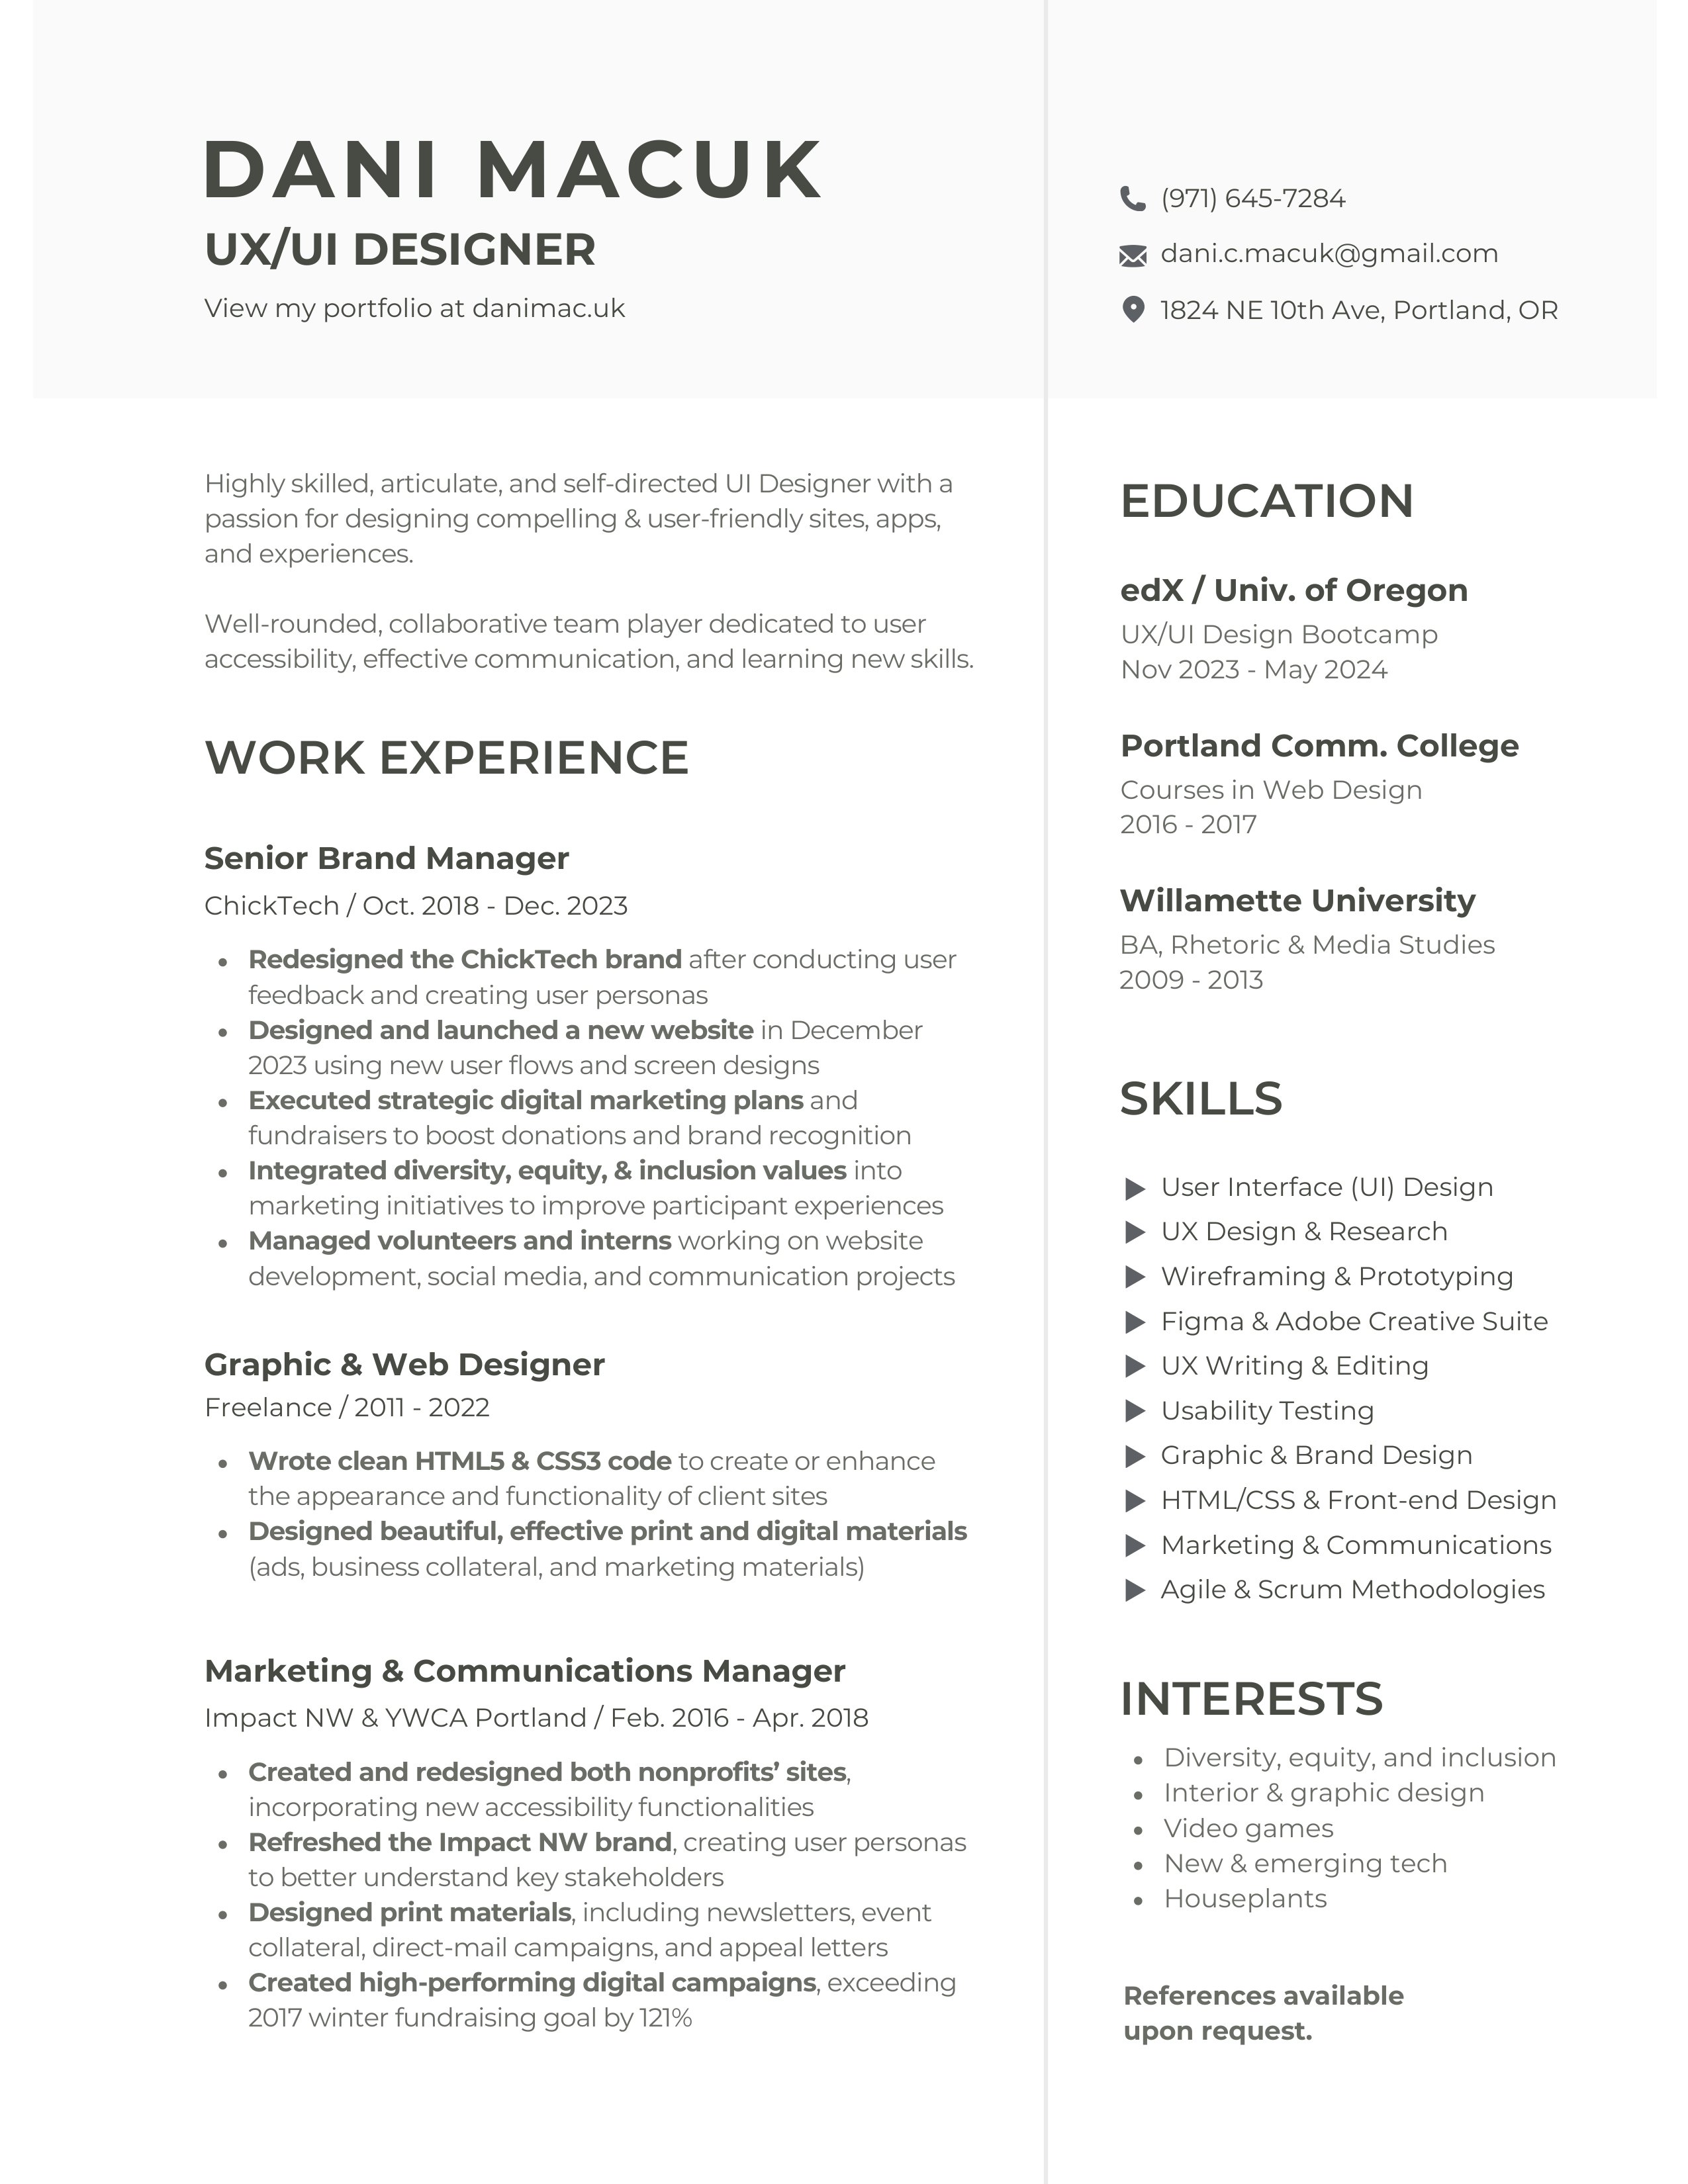 DANI MACUK
UX/UI DESIGNER
View my portfolio at danimac.uk
(971) 645-7284
dani.c.macuk@gmail.com
1824 NE 10th Ave, Portland, OR
Highly skilled, articulate, and self-directed UI Designer with a
passion for designing compelling & user-friendly sites, apps,
and experiences.
Well-rounded, collaborative team player dedicated to user
accessibility, effective communication, and learning new skills.
WORK EXPERIENCE
Senior Brand Manager
ChickTech / Oct. 2018 - Dec. 2023
• Redesigned the ChickTech brand after conducting user
feedback and creating user personas
• Designed and launched a new website in December
2023 using new user flows and screen designs
• Executed strategic digital marketing plans and
fundraisers to boost donations and brand recognition
• Integrated diversity, equity, & inclusion values into
marketing initiatives to improve participant experiences
• Managed volunteers and interns working on website
development, social media, and communication projects
Graphic & Web Designer
Freelance / 2011 - 2022
• Wrote clean HTML5 & CSS3 code to create or enhance
the appearance and functionality of client sites
• Designed beautiful, effective print and digital materials
(ads, business collateral, and marketing materials)
Marketing & Communications Manager
Impact NW & YWCA Portland / Feb. 2016 - Apr. 2018
• Created and redesigned both nonprofits’ sites,
incorporating new accessibility functionalities
• Refreshed the Impact NW brand, creating user personas
to better understand key stakeholders
• Designed print materials, including newsletters, event
collateral, direct-mail campaigns, and appeal letters
• Created high-performing digital campaigns, exceeding
2017 winter fundraising goal by 121%
EDUCATION
edX / Univ. of Oregon
UX/UI Design Bootcamp
Nov 2023 - May 2024
Portland Comm. College
Courses in Web Design
2016 - 2017
Willamette University
BA, Rhetoric & Media Studies
2009 - 2013
SKILLS
▶ User Interface (UI) Design
▶ UX Design & Research
▶ Wireframing & Prototyping
▶ Figma & Adobe Creative Suite
▶ UX Writing & Editing
▶ Usability Testing
▶ Graphic & Brand Design
▶ HTML/CSS & Front-end Design
▶ Marketing & Communications
▶ Agile & Scrum Methodologies
INTERESTS
• Diversity, equity, and inclusion
• Interior & graphic design
• Video games
• New & emerging tech
• Houseplants
References available
upon request.